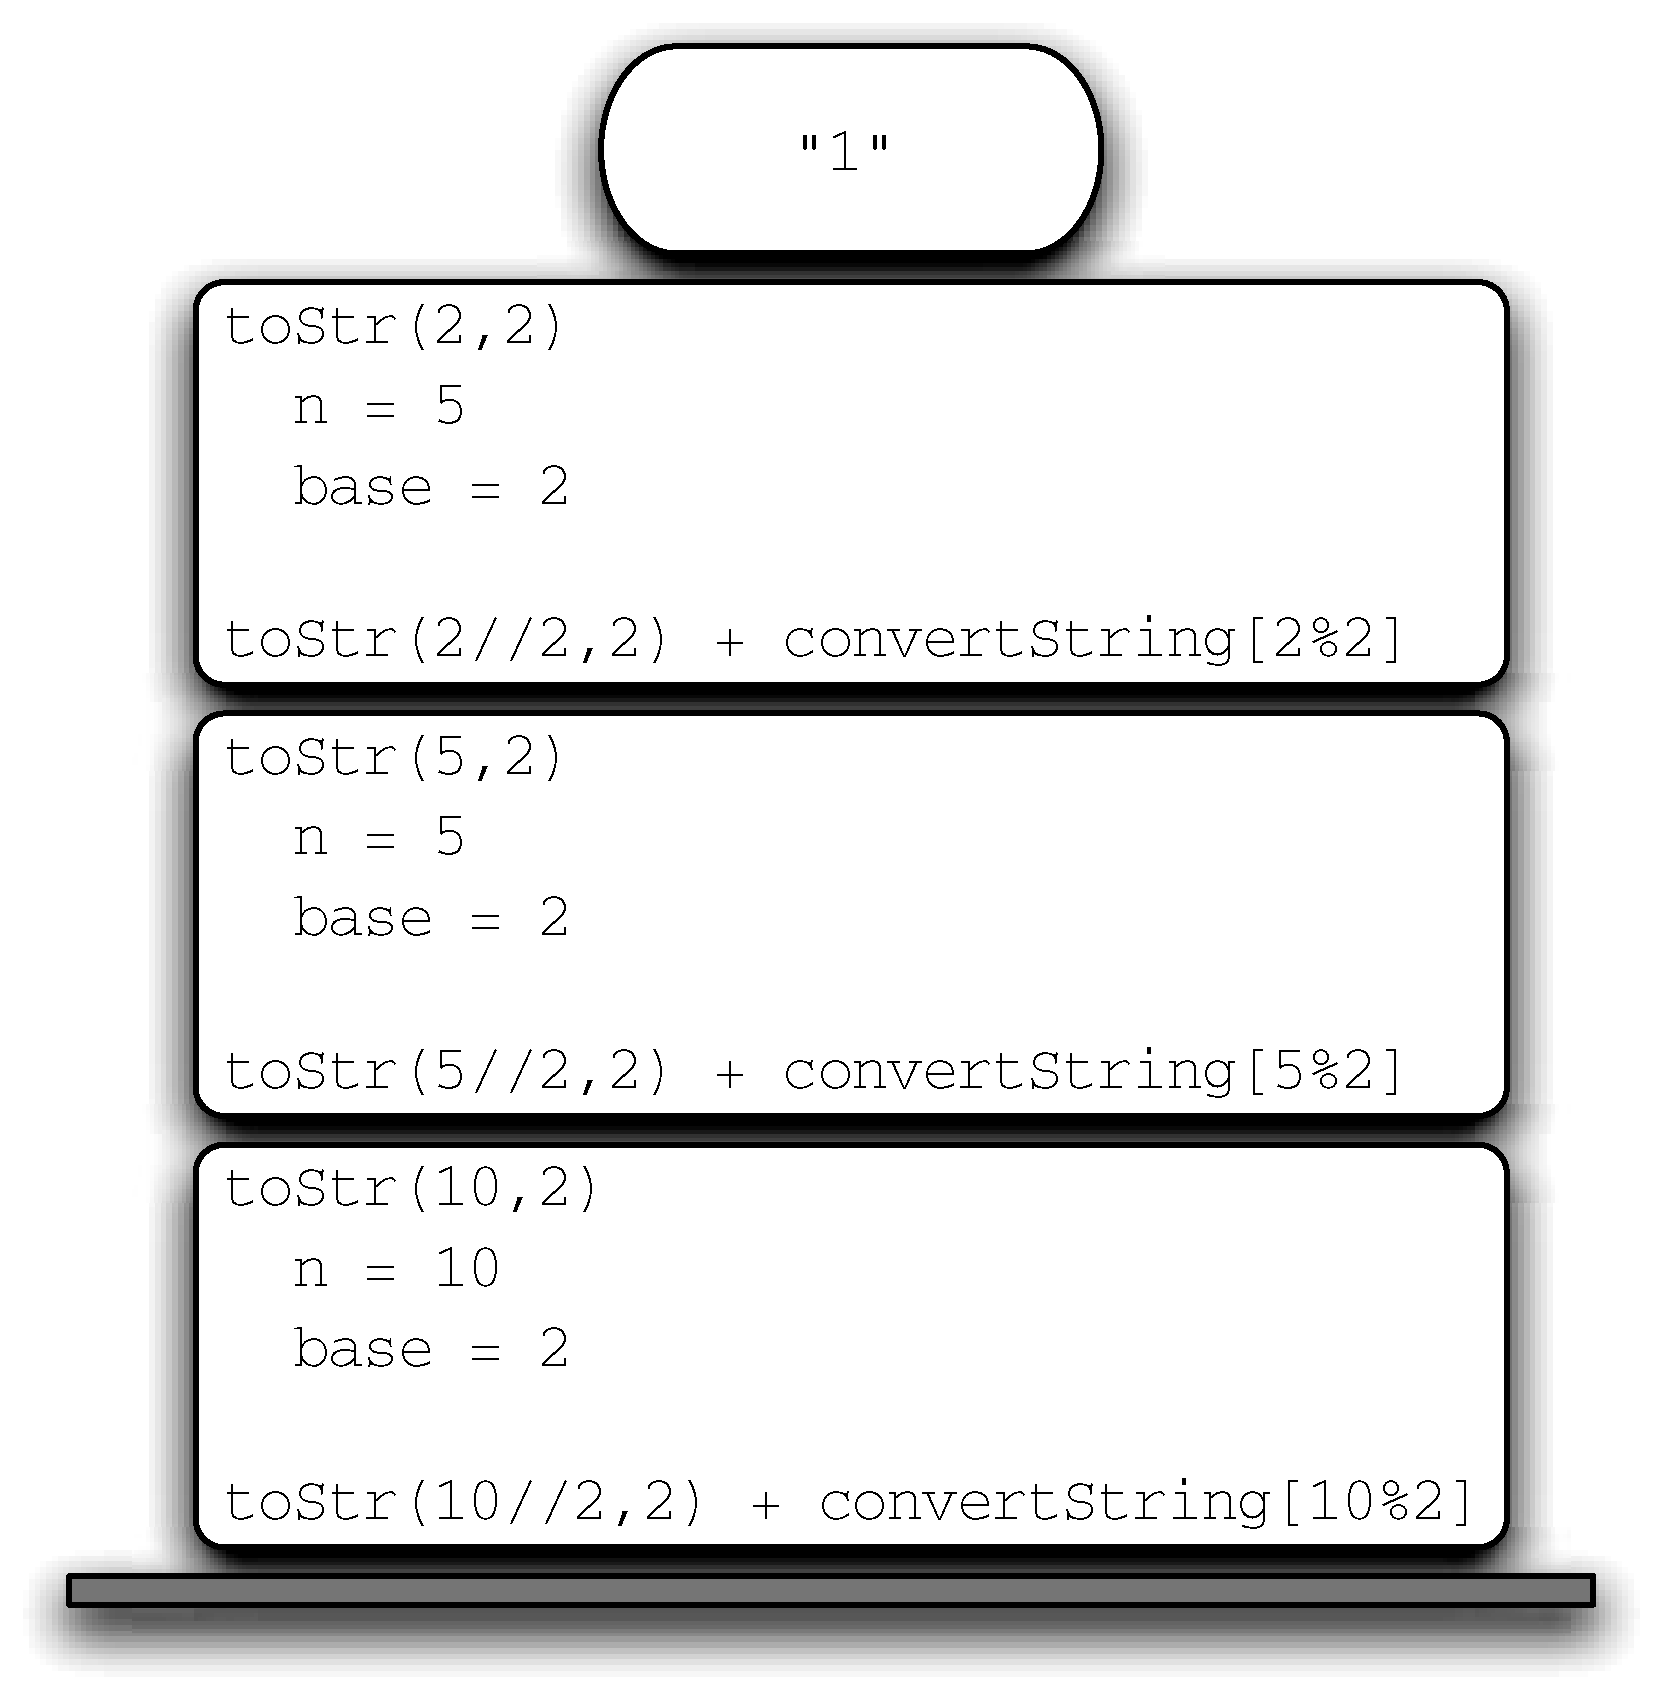 "1"
toStr(2,2)
n = 5
base = 2
toStr(2//2,2) + convertString[2%2]
toStr(5,2)
n = 5
base = 2
toStr(5//2,2) + convertString[5%2]
toStr(10,2)
n = 10
base = 2
toStr(10//2,2) + convertString[10%2]